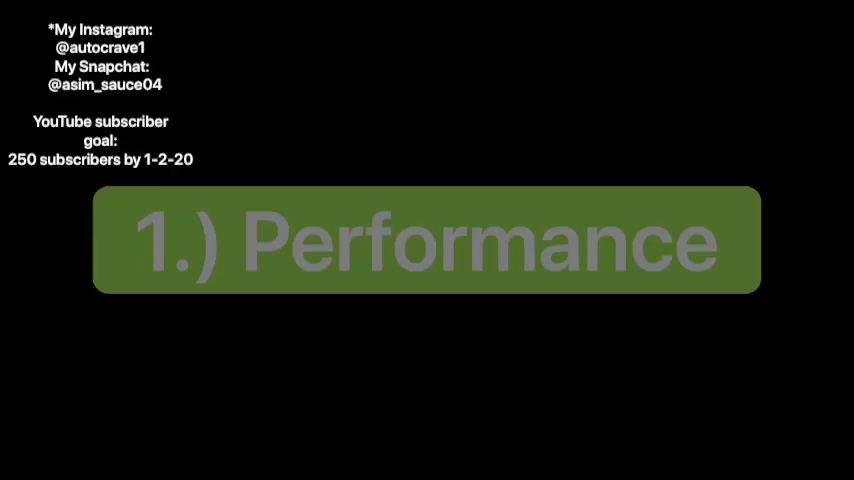 *My Instagram:
@autocrave1
My Snapchat:
@asim_sauce04
YouTube subscriber
goal:
250 subscribers by 1-2-20
1.) Performance